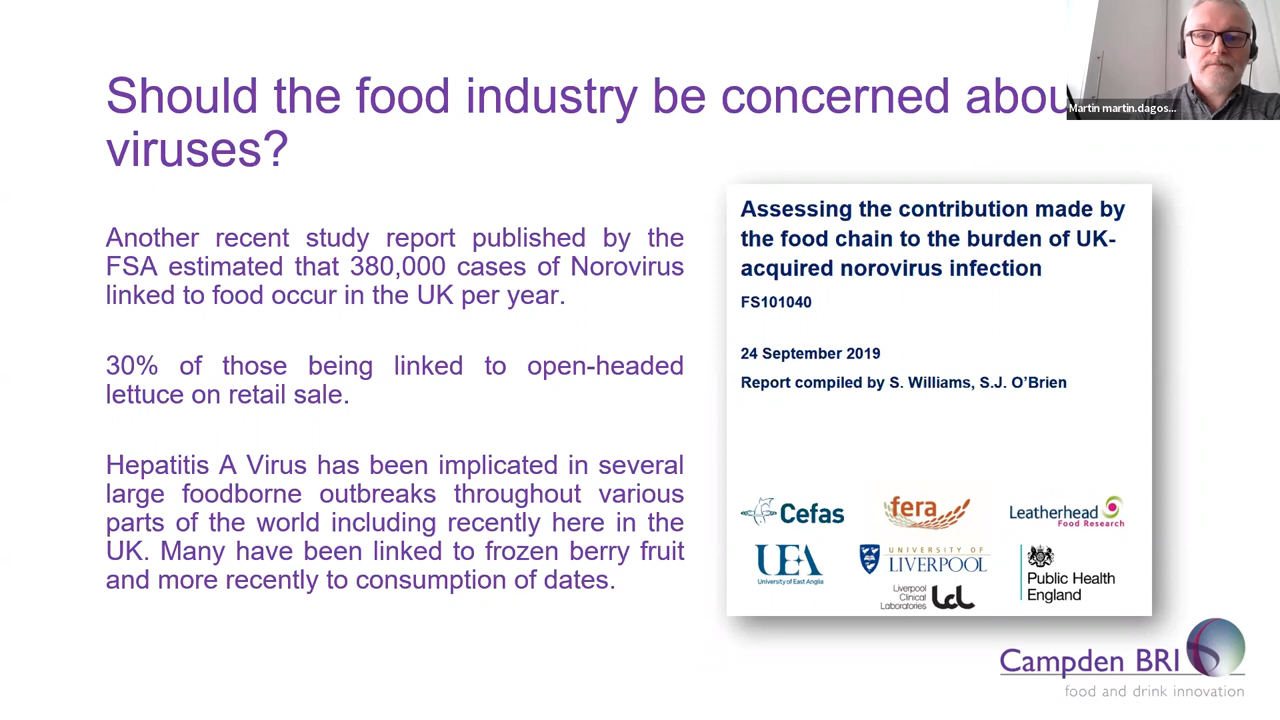 Should the food industry be concerned abou
viruses?
Martin martin.dagos...
Another recent study report published by the
FSA estimated that 380,000 cases of Norovirus
linked to food occur in the UK per year.
30% of those being linked to open-headed
lettuce on retail sale.
Hepatitis A Virus has been implicated in several
large foodborne outbreaks throughout various
parts of the world including recently here in the
UK. Many have been linked to frozen berry fruit
and more recently to consumption of dates.
Assessing the contribution made by
the food chain to the burden of UK-
acquired norovirus infection
FS101040
24 September 2019
Report compiled by S. Williams, S.J. O’Brien
Cefas
fera
Leatherhead
Food Research
UEA
University of East Anglia
UNIVERSITY OF
LIVERPOOL
Liverpool
Clinical
Laboratories
LCL
Public Health
England
Campden BRI
food and drink innovation